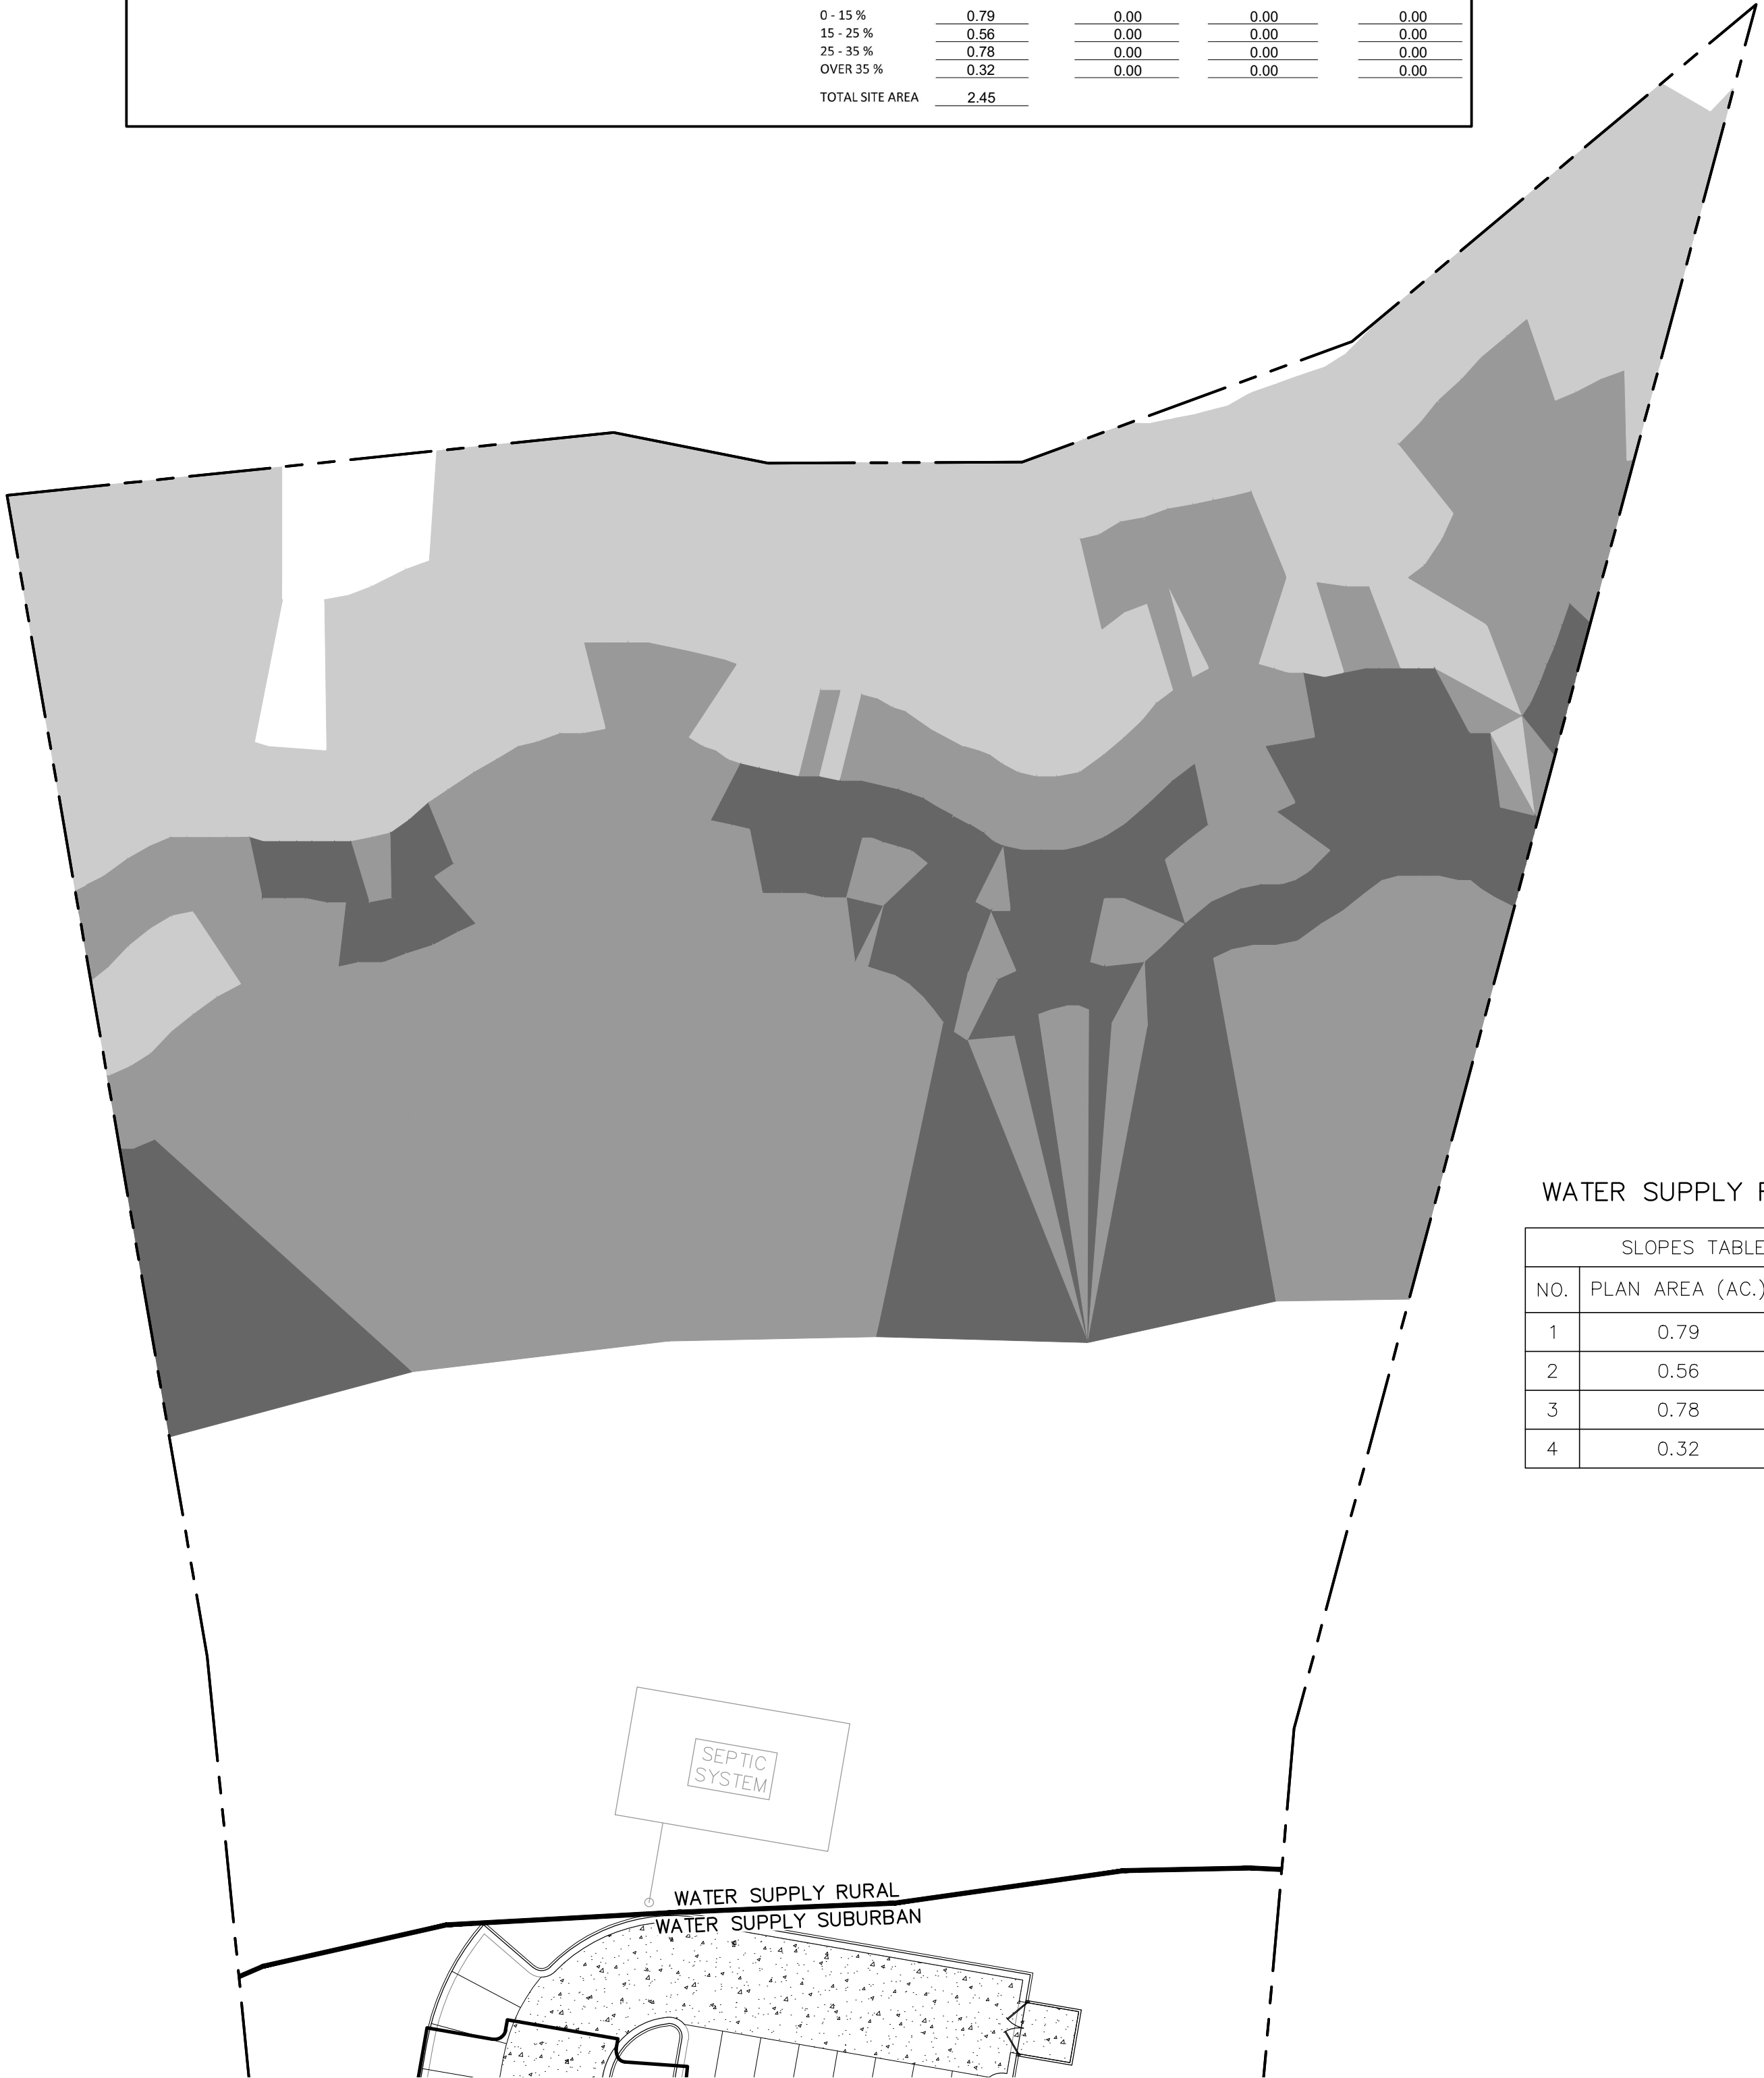 0 - 15 % 0.79 0.00 0.00 0.00
15 - 25 % 0.56 0.00 0.00 0.00
25 - 35 % 0.78 0.00 0.00 0.00
OVER 35 % 0.32 0.00 0.00 0.00
TOTAL SITE AREA 2.45
WATER SUPPLY
SLOPES TABLE
NO. PLAN AREA (AC.)
1 0.79
2 0.56
3 0.78
4 0.32
SEPTIC
SYSTEM
WATER SUPPLY RURAL
WATER SUPPLY SUBURBAN